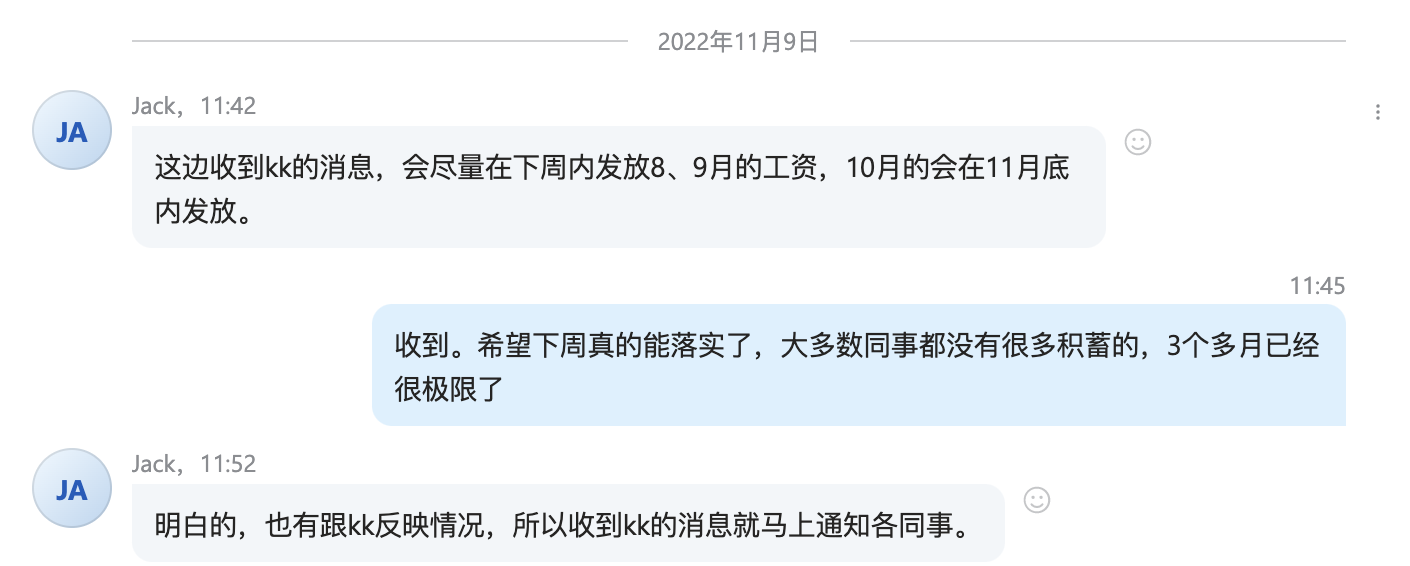 2022年11月9日
JA
Jack，11:42
这边收到kk的消息，会尽量在下周内发放8、9月的工资，10月的会在11月底
内发放。
11:45
收到。希望下周真的能落实了，大多数同事都没有很多积蓄的，3个多月已经
很极限了
JA
Jack，11:52
明白的，也有跟kk反映情况，所以收到kk的消息就马上通知各同事。